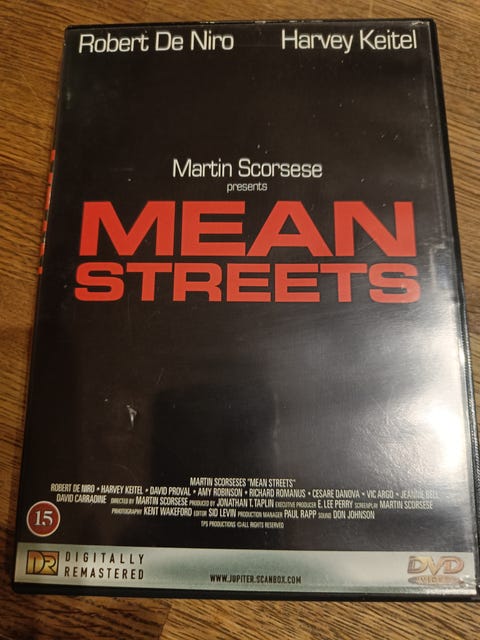 Robert De Niro Harvey Keitel
Martin Scorsese
presents
MEAN
STREETS
MARTIN SCORSESES "MEAN STREETS"
ROBERT DE NIRO • HARVEY KEITEL • DAVID PROVAL • AMY ROBINSON • RICHARD ROMANUS • CESARE DANOVA • VIC ARGO • JEANNIE BELL
DAVID CARRADINE DIRECTED BY MARTIN SCORSESE PRODUCED BY JONATHAN T. TAPLIN EXECUTIVE PRODUCER E. LEE PERRY SCREENPLAY MARTIN SCORSESE
PHHOTOGRAPHY KENT WAKEFORD EDITOR SID LEVIN PRODUCTION MANAGER PAUL RAPP SOUND DON JOHNSON
TPS PRODUCTIONS ©ALL RIGHTS RESERVED
15
DR DIGITALLY
REMASTERED
WWW.JUPITER.SCANBOX.COM
DVD
VIDEO